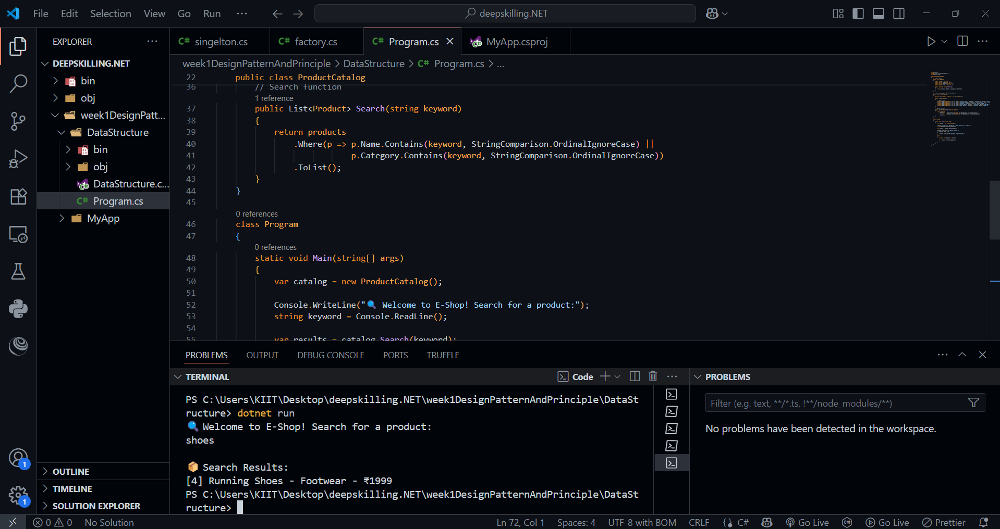 File Edit Selection View Go Run ··· deepskilling.NET
EXPLORER ···
DEEPSKILLING.NET
bin
obj
week1DesignPatt...
DataStructure
bin
obj
DataStructure.c...
C# Program.cs
MyApp
OUTLINE
TIMELINE
SOLUTION EXPLORER
1
1
C# singelton.cs C# factory.cs C# Program.cs MyApp.csproj
week1DesignPatternAndPrinciple > DataStructure > C# Program.cs > ...
22 public class ProductCatalog
36 // Search function
1 reference
37 public List<Product> Search(string keyword)
38 {
39 return products
40 .Where(p => p.Name.Contains(keyword, StringComparison.OrdinalIgnoreCase) ||
41 p.Category.Contains(keyword, StringComparison.OrdinalIgnoreCase))
42 .ToList();
43 }
44 }
45
0 references
46 class Program
47 {
0 references
48 static void Main(string[] args)
49 {
50 var catalog = new ProductCatalog();
51
52 Console.WriteLine("🔍 Welcome to E-Shop! Search for a product:");
53 string keyword = Console.ReadLine();
54
55 var results = catalog.Search(keyword);
PROBLEMS OUTPUT DEBUG CONSOLE PORTS TRUFFLE
TERMINAL Code
PS C:\Users\KIIT\Desktop\deepskilling.NET\week1DesignPatternAndPrinciple\DataSt
ructure> dotnet run
🔍 Welcome to E-Shop! Search for a product:
shoes
📦 Search Results:
[4] Running Shoes - Footwear - ₹1999
PS C:\Users\KIIT\Desktop\deepskilling.NET\week1DesignPatternAndPrinciple\DataSt
ructure>
PROBLEMS
Filter (e.g. text, **/*.ts, !**/node_modules/**)
No problems have been detected in the workspace.
0 0 No Solution Ln 72, Col 1 Spaces: 4 UTF-8 with BOM CRLF {} C# Go Live Go Live Prettier